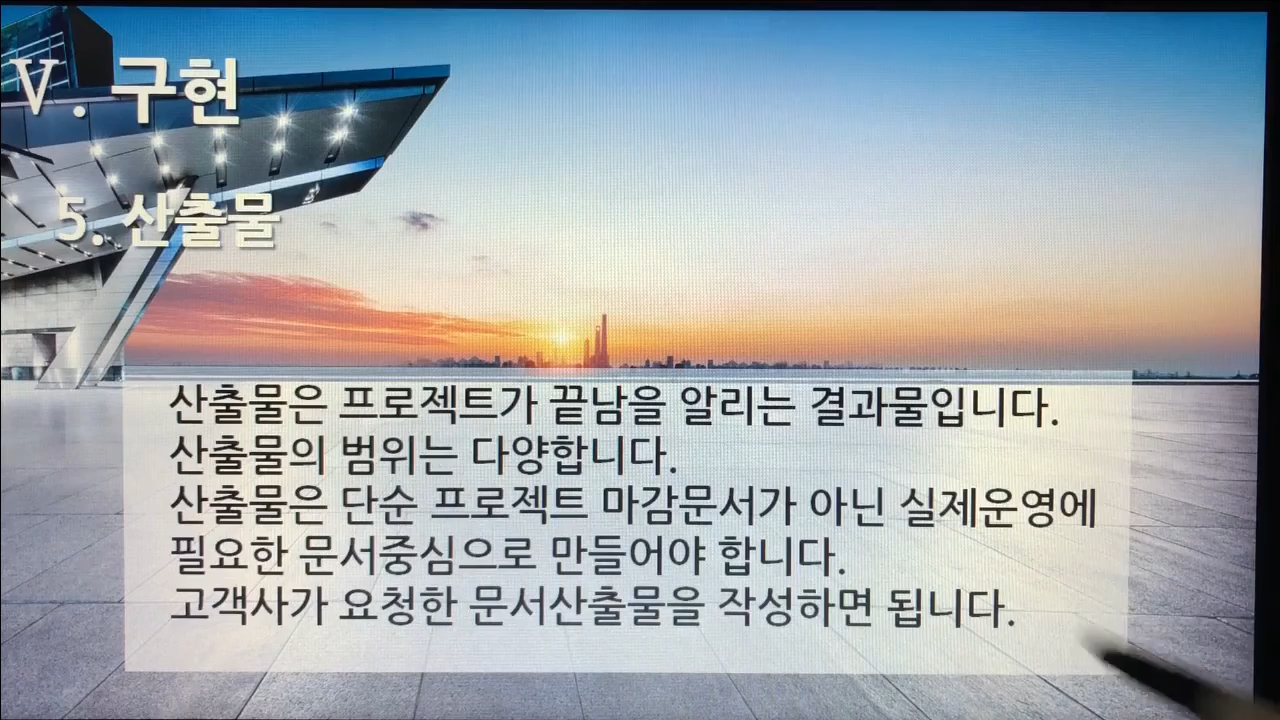 V. 구현
5. 산출물
산출물은 프로젝트가 끝남을 알리는 결과물입니다.
산출물의 범위는 다양합니다.
산출물은 단순 프로젝트 마감문서가 아닌 실제운영에
필요한 문서중심으로 만들어야 합니다.
고객사가 요청한 문서산출물을 작성하면 됩니다.